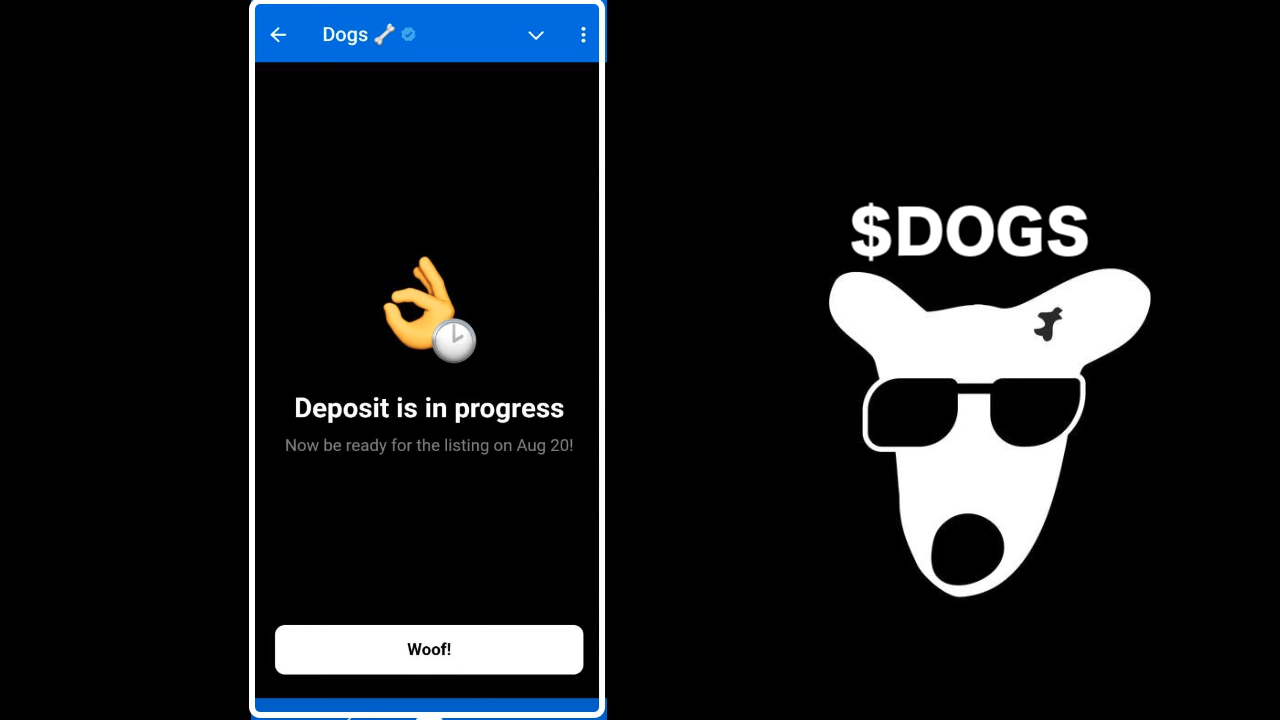 Dogs 🦴
Deposit is in progress
Now be ready for the listing on Aug 20!
Woof!
$DOGS